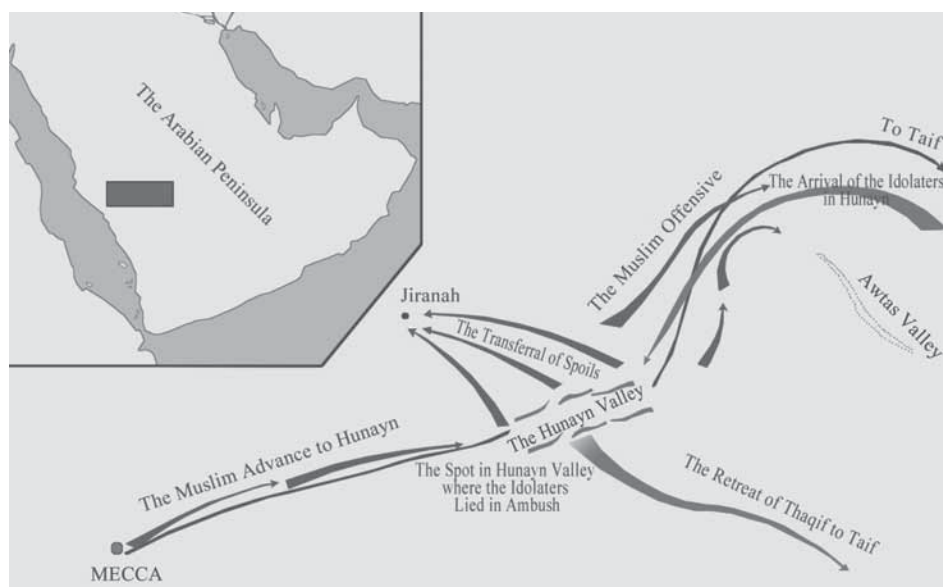 The Arabian Peninsula
To Taif
The Arrival of the Idolaters
in Hunayn
The Muslim Offensive
Awtas Valley
Jiranah
The Transferral of Spoils
The Hunayn Valley
The Muslim Advance to Hunayn
The Spot in Hunayn Valley
where the Idolaters
Lied in Ambush
The Retreat of Thaqif to Taif
MECCA